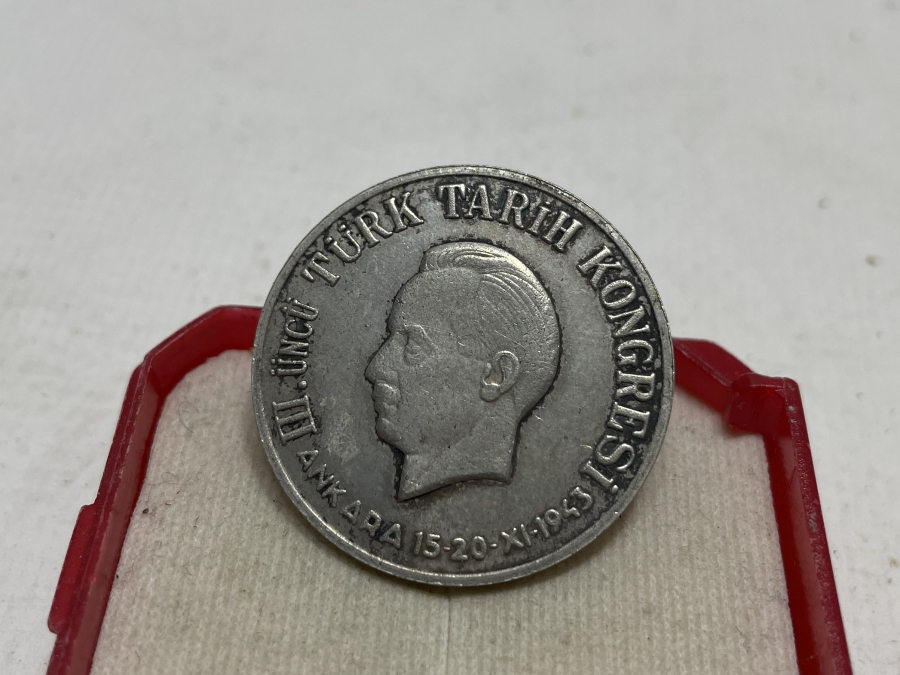 III.ÜNCÜ TÜRK TARİH KONGRESİ
ANKARA 15-20-XI-1943